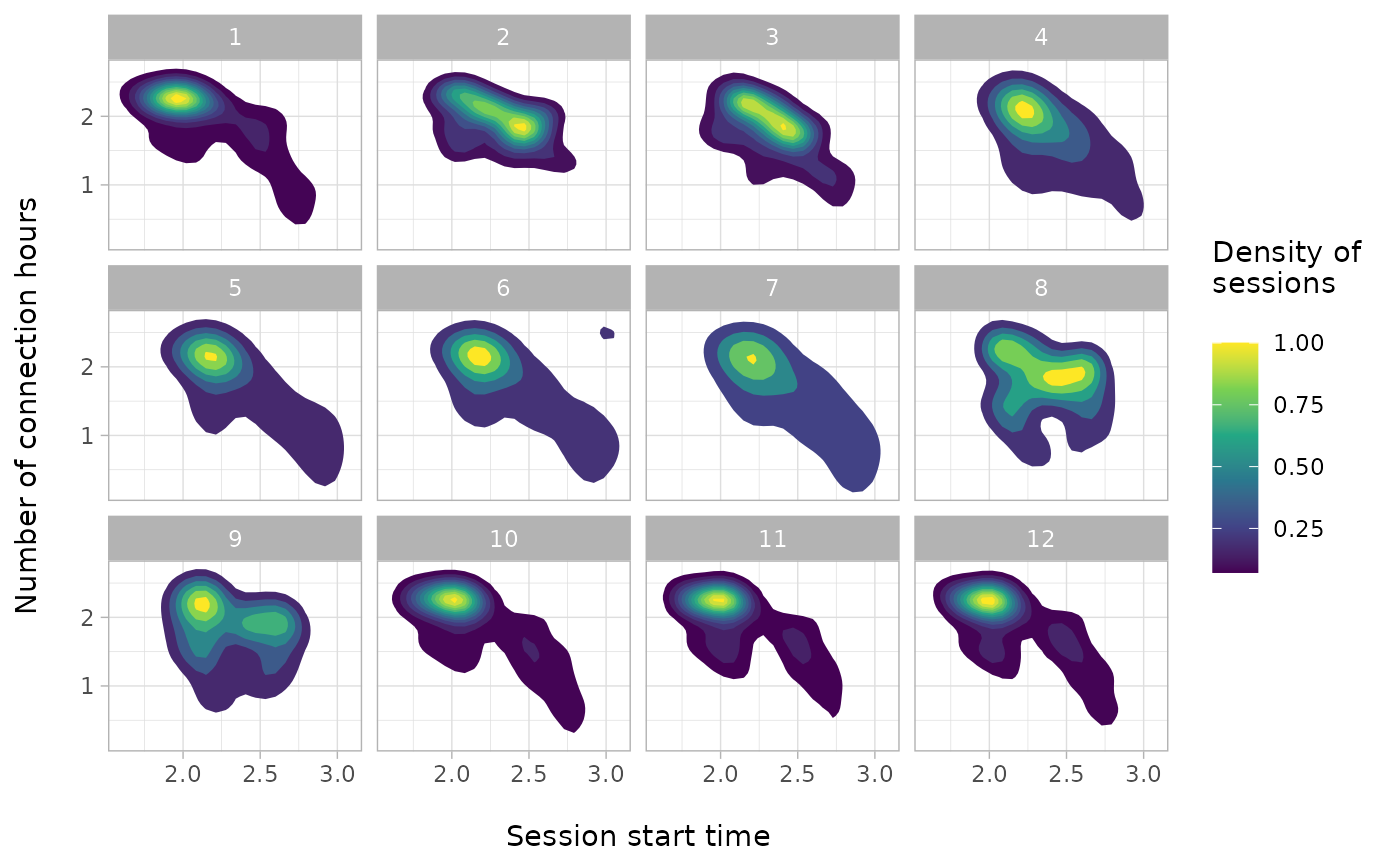 1 2 3 4
2
1
5 6 7 8
2
1
9 10 11 12
2
1
2.0 2.5 3.0 2.0 2.5 3.0 2.0 2.5 3.0 2.0 2.5 3.0
Session start time
Number of connection hours
Density of
sessions
1.00
0.75
0.50
0.25